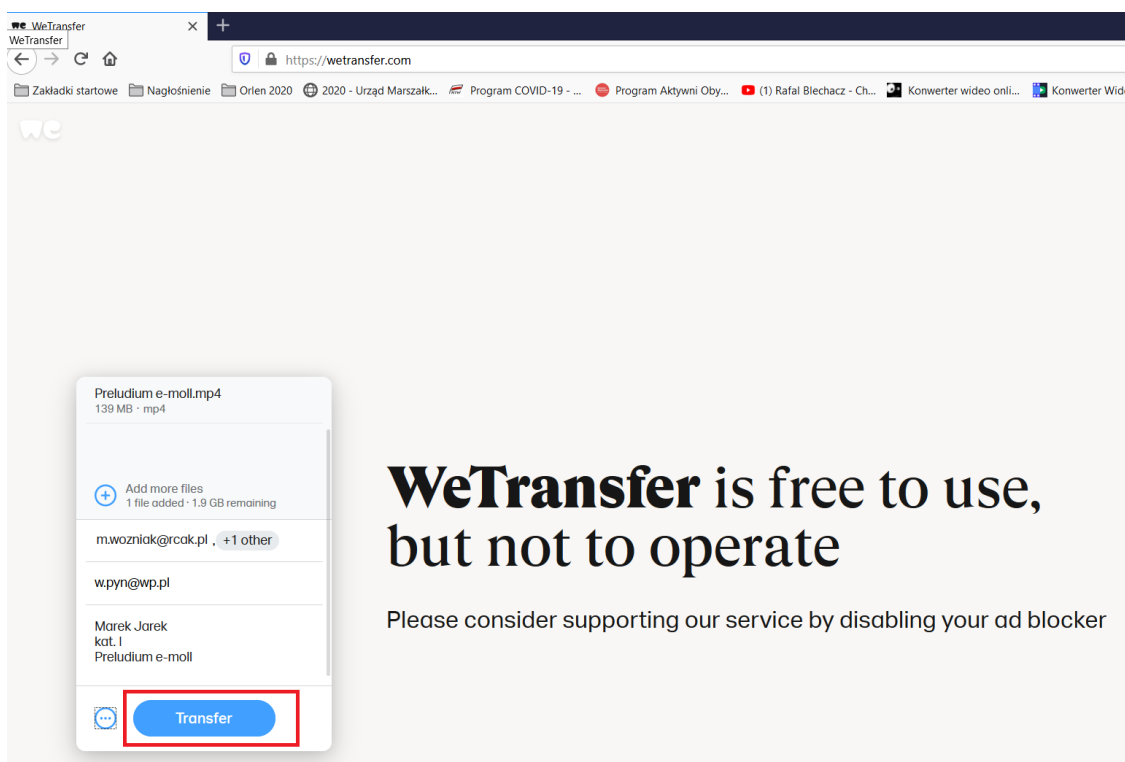 we WeTransfer
WeTransfer
https://wetransfer.com
Zakładki startowe Nagłośnienie Orlen 2020 2020 - Urząd Marszałk... Program COVID-19 - ... Program Aktywni Oby... (1) Rafal Blechacz - Ch... Konwerter wideo onli... Konwerter Wid
we
Preludium e-moll.mp4
139 MB · mp4
Add more files
1 file added · 1.9 GB remaining
m.wozniak@rcak.pl , +1 other
w.pyn@wp.pl
Marek Jarek
kat. I
Preludium e-moll
Transfer
WeTransfer is free to use,
but not to operate
Please consider supporting our service by disabling your ad blocker